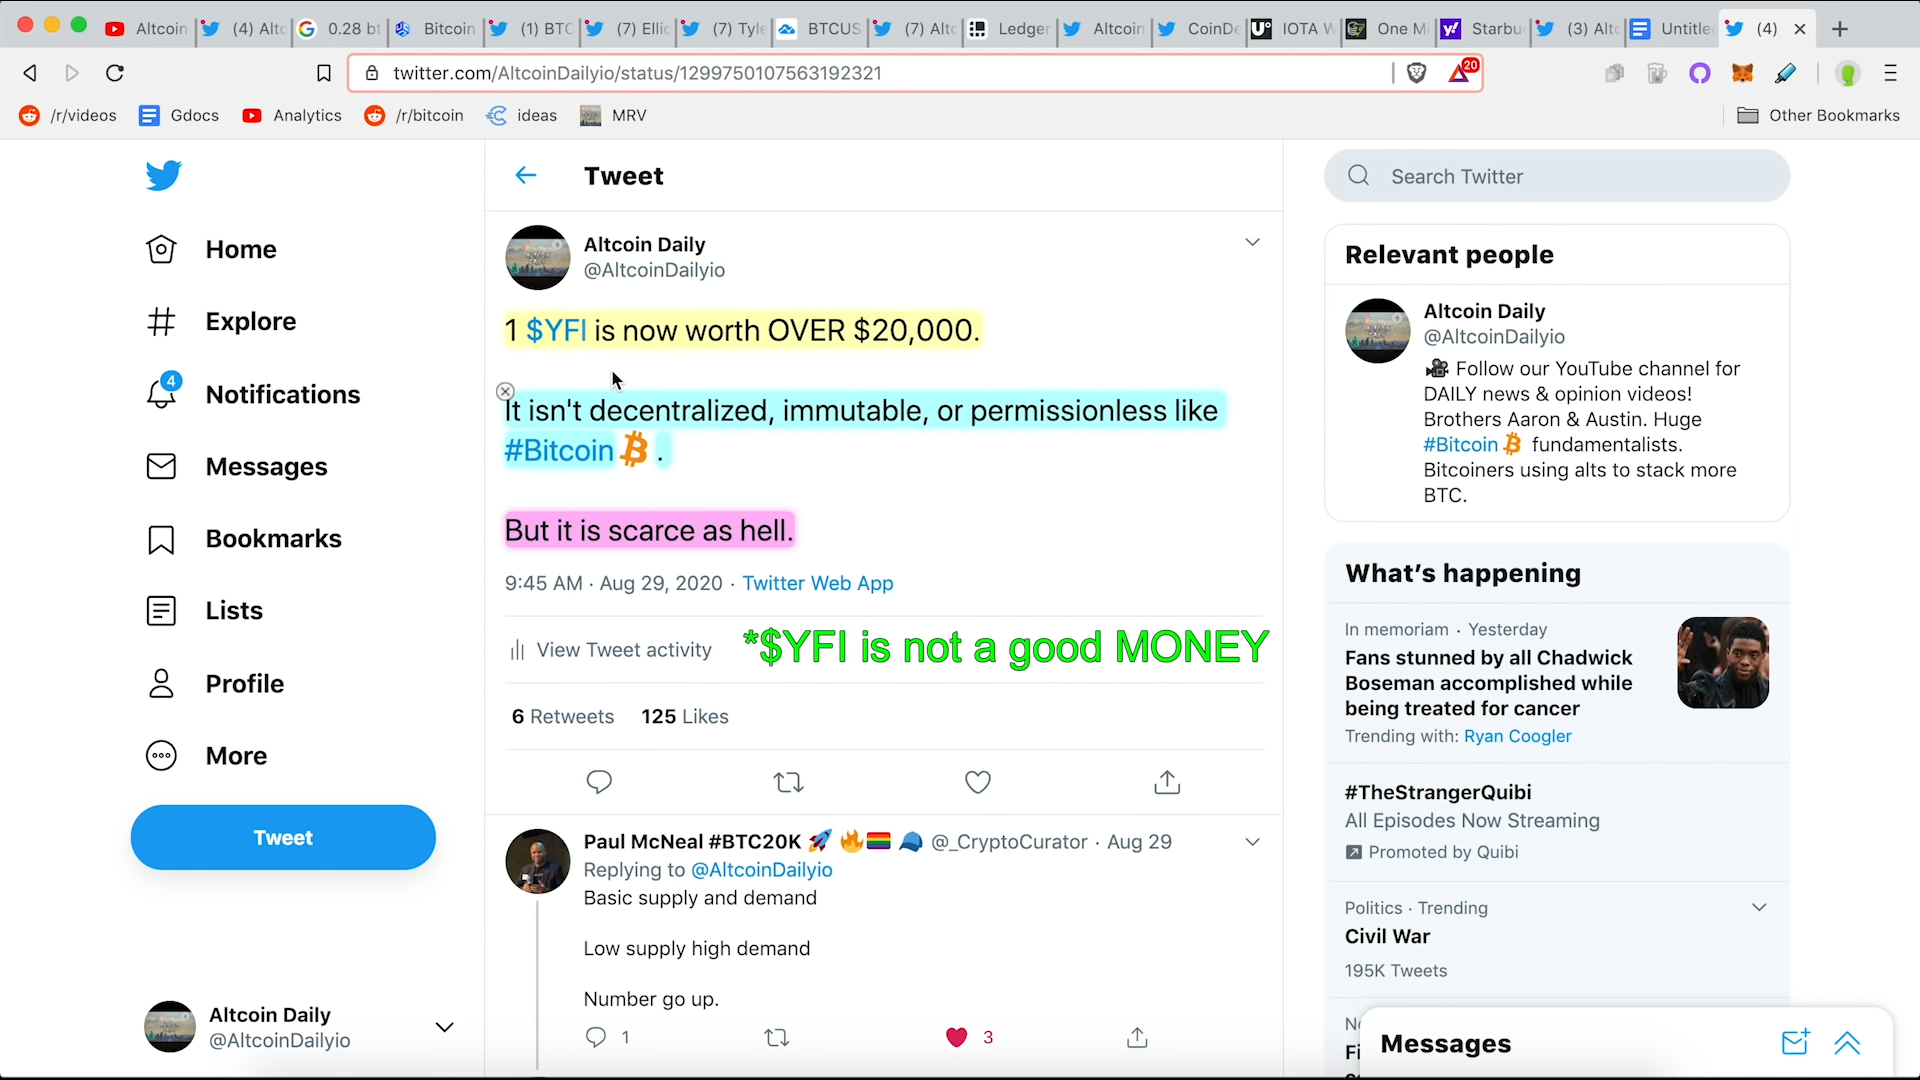 Altcoin
(4) Altc
0.28 bt
Bitcoin
(1) BTC
(7) Ellic
(7) Tyle
BTCUS
(7) Altc
Ledger
Altcoin
CoinDe
IOTA W
One Mi
Starbu
(3) Altc
Untitle
(4)
twitter.com/AltcoinDailyio/status/1299750107563192321
20
/r/videos
Gdocs
Analytics
/r/bitcoin
ideas
MRV
Other Bookmarks
Home
Explore
4
Notifications
Messages
Bookmarks
Lists
Profile
More
Tweet
Altcoin Daily
@AltcoinDailyio
Tweet
Altcoin Daily
@AltcoinDailyio
1 $YFI is now worth OVER $20,000.
It isn't decentralized, immutable, or permissionless like
#Bitcoin .
But it is scarce as hell.
9:45 AM · Aug 29, 2020 · Twitter Web App
View Tweet activity
*$YFI is not a good MONEY
6 Retweets 125 Likes
Paul McNeal #BTC20K 🚀 🔥🏳️‍🌈 🧢 @_CryptoCurator · Aug 29
Replying to @AltcoinDailyio
Basic supply and demand
Low supply high demand
Number go up.
1
3
Search Twitter
Relevant people
Altcoin Daily
@AltcoinDailyio
🎥 Follow our YouTube channel for
DAILY news & opinion videos!
Brothers Aaron & Austin. Huge
#Bitcoin fundamentalists.
Bitcoiners using alts to stack more
BTC.
What's happening
In memoriam · Yesterday
Fans stunned by all Chadwick
Boseman accomplished while
being treated for cancer
Trending with: Ryan Coogler
#TheStrangerQuibi
All Episodes Now Streaming
Promoted by Quibi
Politics · Trending
Civil War
195K Tweets
Messages